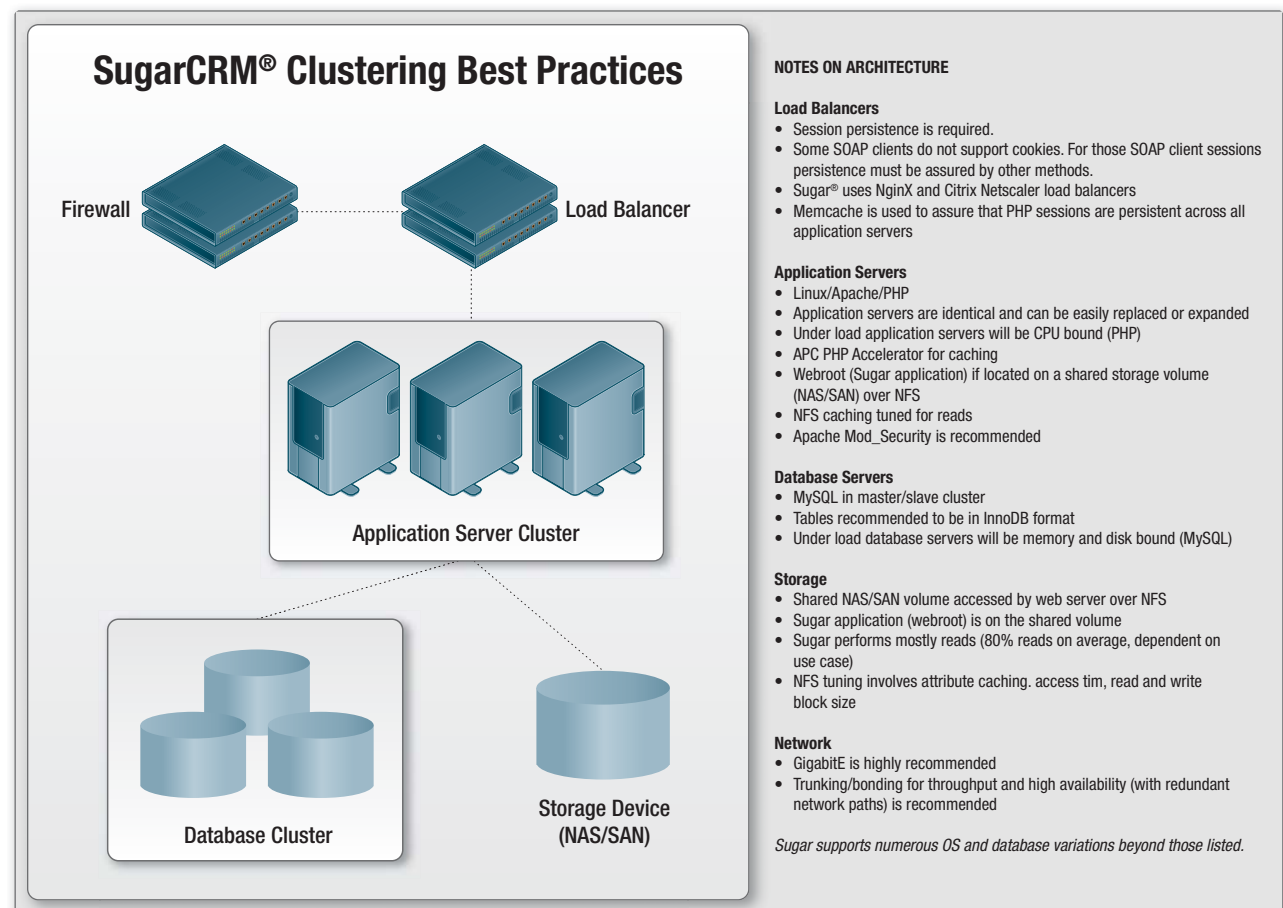 SugarCRM® Clustering Best Practices
Firewall
Load Balancer
Application Server Cluster
Database Cluster
Storage Device
(NAS/SAN)
NOTES ON ARCHITECTURE
Load Balancers
• Session persistence is required.
• Some SOAP clients do not support cookies. For those SOAP client sessions
persistence must be assured by other methods.
• Sugar® uses NginX and Citrix Netscaler load balancers
• Memcache is used to assure that PHP sessions are persistent across all
application servers
Application Servers
• Linux/Apache/PHP
• Application servers are identical and can be easily replaced or expanded
• Under load application servers will be CPU bound (PHP)
• APC PHP Accelerator for caching
• Webroot (Sugar application) if located on a shared storage volume
(NAS/SAN) over NFS
• NFS caching tuned for reads
• Apache Mod_Security is recommended
Database Servers
• MySQL in master/slave cluster
• Tables recommended to be in InnoDB format
• Under load database servers will be memory and disk bound (MySQL)
Storage
• Shared NAS/SAN volume accessed by web server over NFS
• Sugar application (webroot) is on the shared volume
• Sugar performs mostly reads (80% reads on average, dependent on
use case)
• NFS tuning involves attribute caching. access tim, read and write
block size
Network
• GigabitE is highly recommended
• Trunking/bonding for throughput and high availability (with redundant
network paths) is recommended
Sugar supports numerous OS and database variations beyond those listed.